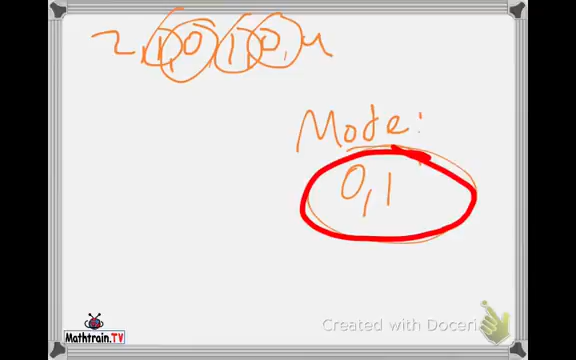 2,1,0,1,0,4
Mode:
0,1
Created with Doceri
Mathtrain.TV